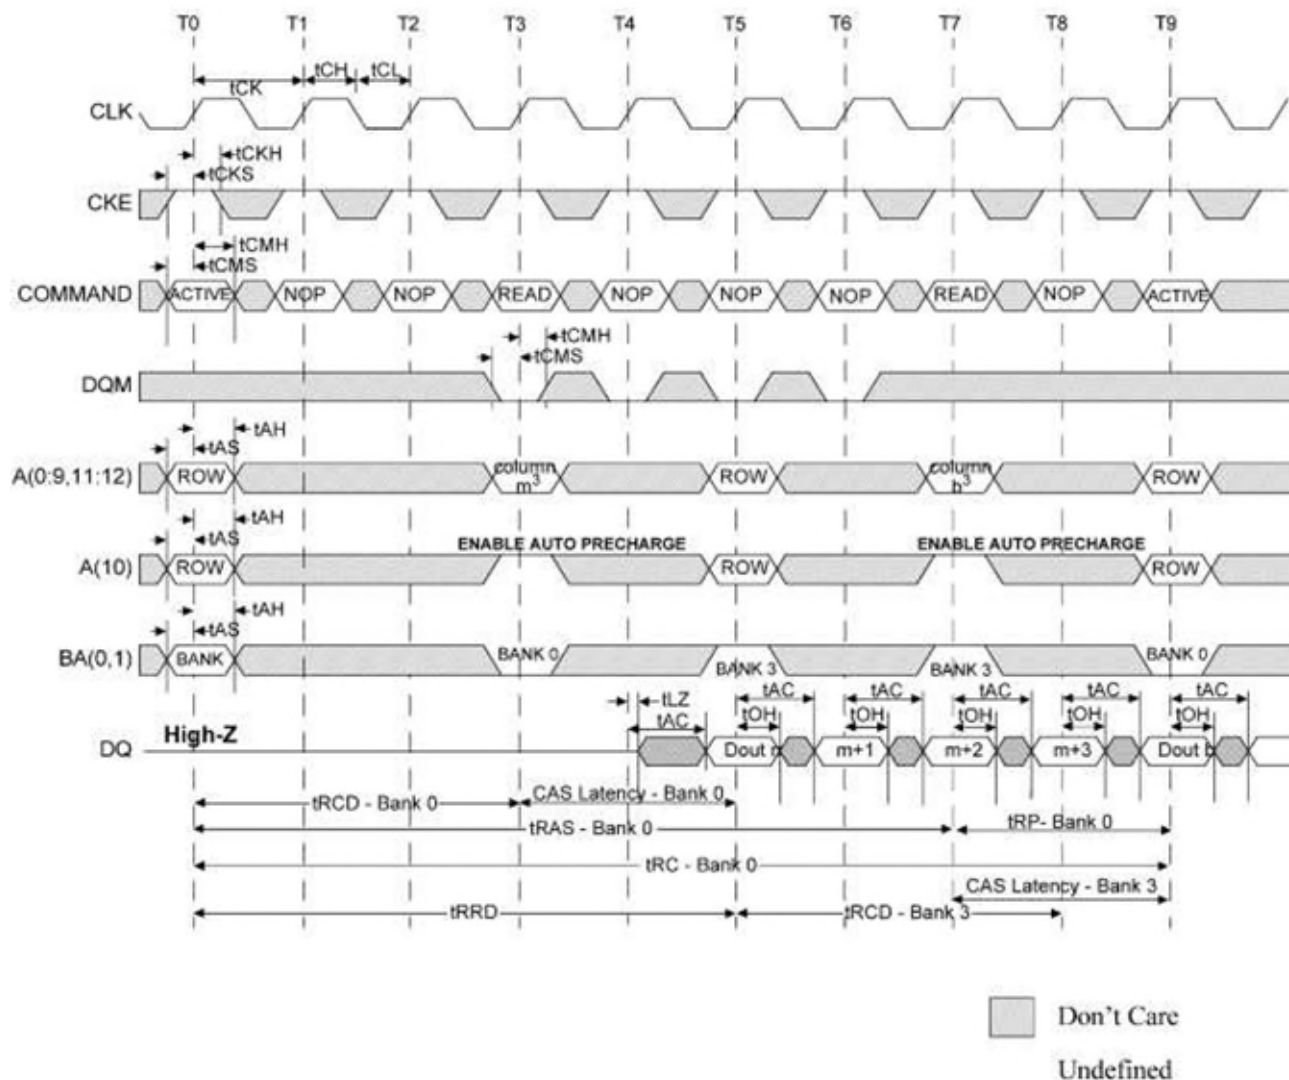 T0 T1 T2 T3 T4 T5 T6 T7 T8 T9
tCK tCH tCL
CLK
tCKH
tCKS
CKE
tCMH
tCMS
COMMAND ACTIVE NOP NOP READ NOP NOP NOP READ NOP ACTIVE
tCMH
tCMS
DQM
tAH
tAS
A(0:9,11:12) ROW column m3 ROW column b3 ROW
tAH
tAS
ENABLE AUTO PRECHARGE ENABLE AUTO PRECHARGE
A(10) ROW ROW ROW
tAH
tAS
BA(0,1) BANK BANK 0 BANK 3 BANK 3 BANK 0
tLZ tAC tAC tAC tAC tAC
tAC tOH tOH tOH tOH tOH
High-Z
DQ Dout m+1 m+2 m+3 Dout b
tRCD - Bank 0 CAS Latency - Bank 0
tRAS - Bank 0 tRP- Bank 0
tRC - Bank 0
CAS Latency - Bank 3
tRRD tRCD - Bank 3
Don't Care
Undefined